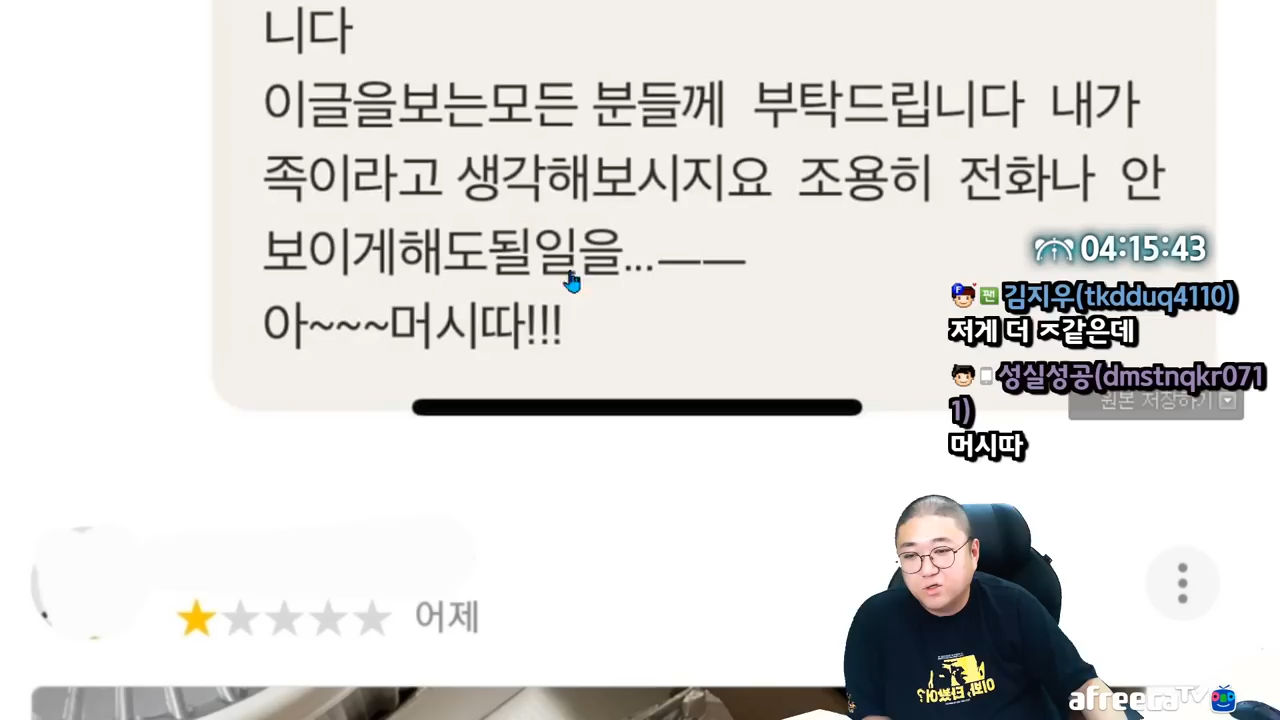 니다
이글을보는모든 분들께 부탁드립니다 내가
족이라고 생각해보시지요 조용히 전화나 안
보이게해도될일을...ㅡㅡ
아~~~머시따!!!
04:15:43
김지우(tkdduq4110)
저게 더 ㅈ같은데
성실성공(dmstnqkr071
1)
머시따
원본 저장하기
어제
afreecaTV